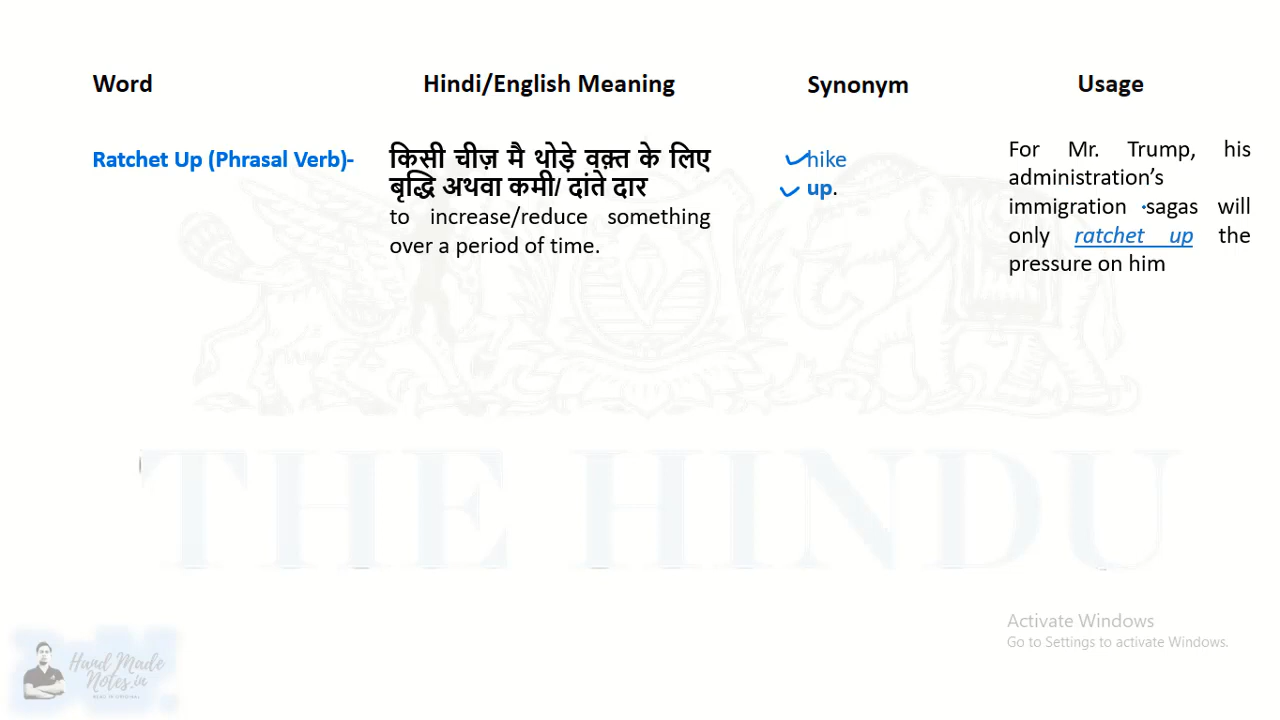 Word Hindi/English Meaning Synonym Usage
Ratchet Up (Phrasal Verb)-
किसी चीज़ मै थोड़े वक़्त के लिए
बृद्धि अथवा कमी/ दांते दार
to increase/reduce something
over a period of time.
hike
up.
For Mr. Trump, his
administration’s
immigration sagas will
only ratchet up the
pressure on him
THE HINDU
Activate Windows
Go to Settings to activate Windows.
Hand Made
Notes.in